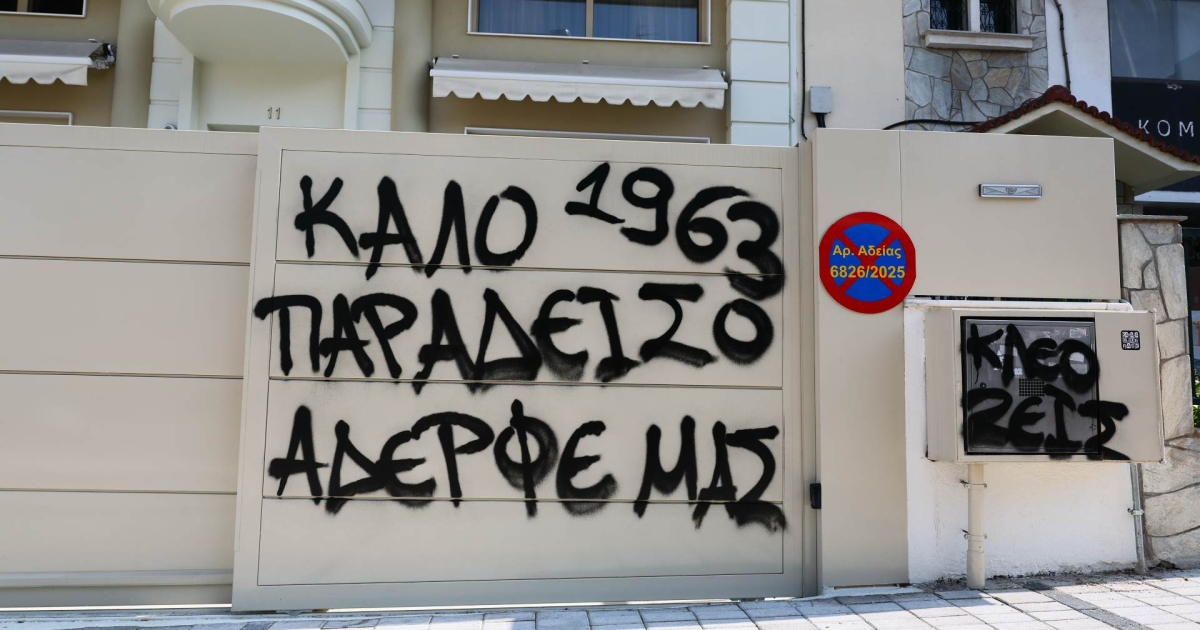 11
ΚΟΜ
ΚΑΛΟ 1963
ΠΑΡΑΔΕΙΣΟ
ΑΔΕΡΦΕ ΜΑΣ
Αρ. Αδείας
6826/2025
ΚΛΕΟ
ΖΕΙΣ